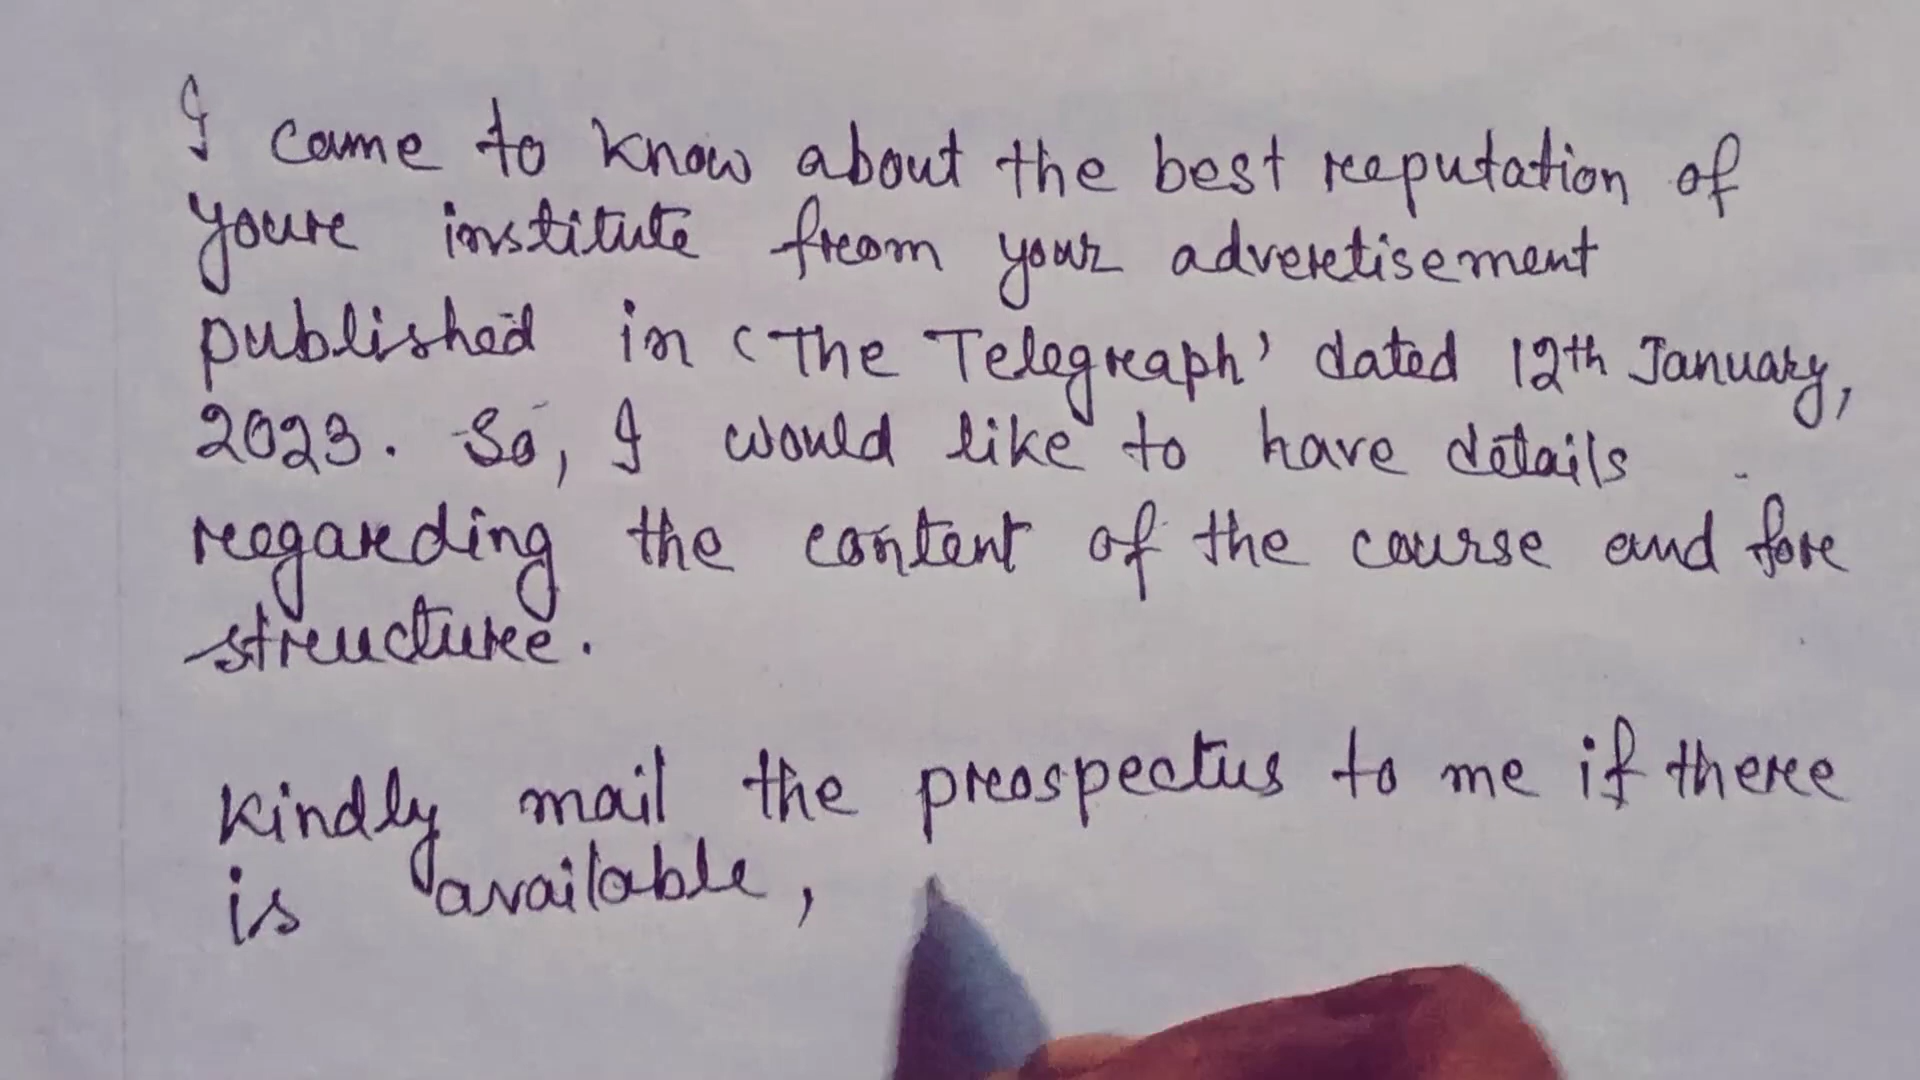 I came to know about the best reputation of
your institute from your advertisement
published in 'The Telegraph' dated 12th January,
2023. So, I would like to have details
regarding the content of the course and fore
structure.
Kindly mail the prospectus to me if there
is available,